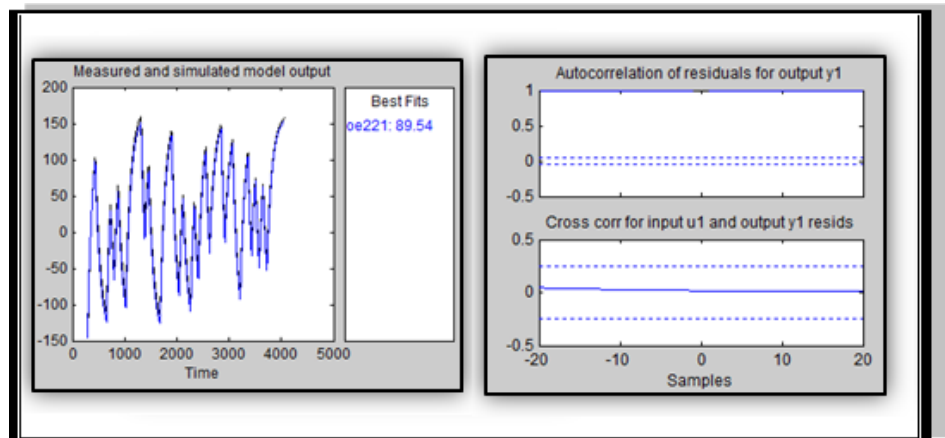 Measured and simulated model output
200
150
100
50
0
-50
-100
-150
0 1000 2000 3000 4000 5000
Time
Best Fits
oe221: 89.54
Autocorrelation of residuals for output y1
1
0.5
0
-0.5
Cross corr for input u1 and output y1 resids
0.5
0
-0.5
-20 -10 0 10 20
Samples